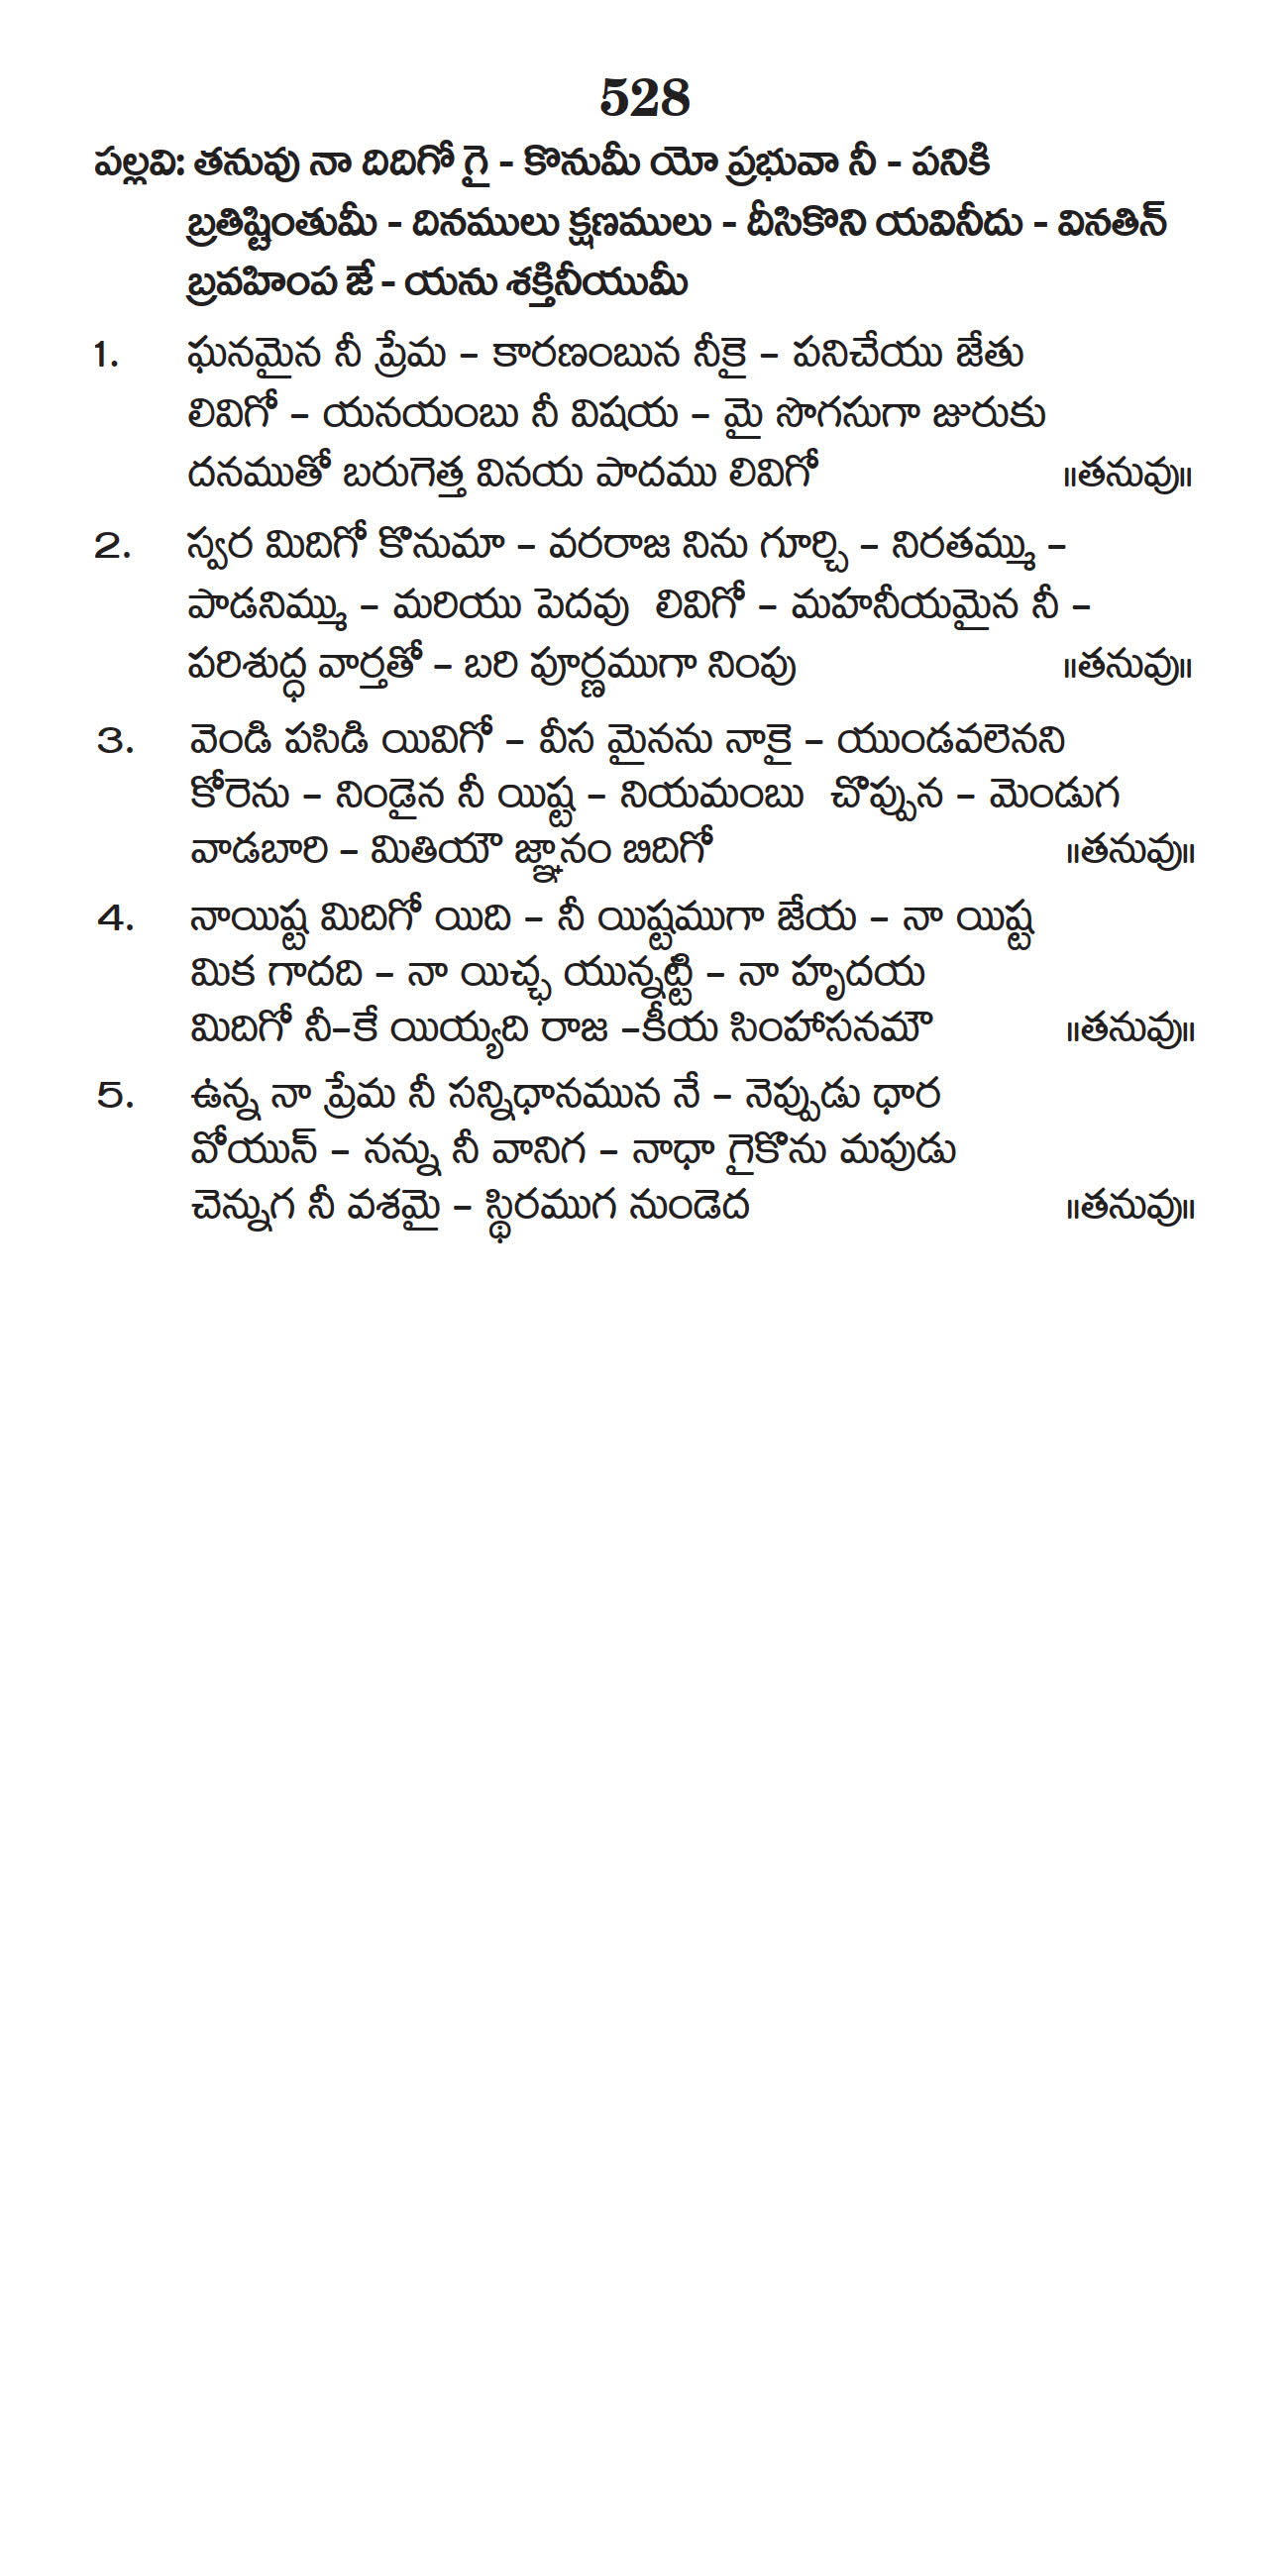 528
పల్లవి: తనువు నా దిదిగో గై - కొనుమీ యో ప్రభువా నీ - పనికి
బ్రతిష్టింతుమీ - దినములు క్షణములు - దీసికొని యవినీదు - వినతిన్
బ్రవహింప జే - యను శక్తినీయుమీ
1. ఘనమైన నీ ప్రేమ – కారణంబున నీకై – పనిచేయు జేతు
లివిగో – యనయంబు నీ విషయ – మై సొగసుగా జురుకు
దనముతో బరుగెత్త వినయ పాదము లివిగో ॥తనువు॥
2. స్వర మిదిగో కొనుమా – వరరాజ నిను గూర్చి – నిరతమ్ము –
పాడనిమ్ము – మరియు పెదవు లివిగో – మహనీయమైన నీ –
పరిశుద్ధ వార్తతో – బరి పూర్ణముగా నింపు ॥తనువు॥
3. వెండి పసిడి యివిగో – వీస మైనను నాకై – యుండవలెనని
కోరెను – నిండైన నీ యిష్ట – నియమంబు చొప్పున – మెండుగ
వాడబారి – మితియౌ జ్ఞానం బిదిగో ॥తనువు॥
4. నాయిష్ట మిదిగో యిది – నీ యిష్టముగా జేయ – నా యిష్ట
మిక గాదది – నా యిచ్ఛ యున్నట్టి – నా హృదయ
మిదిగో నీ–కే యియ్యది రాజ –కీయ సింహాసనమౌ ॥తనువు॥
5. ఉన్న నా ప్రేమ నీ సన్నిధానమున నే – నెప్పుడు ధార
వోయున్ – నన్ను నీ వానిగ – నాధా గైకొను మపుడు
చెన్నుగ నీ వశమై – స్థిరముగ నుండెద ॥తనువు॥